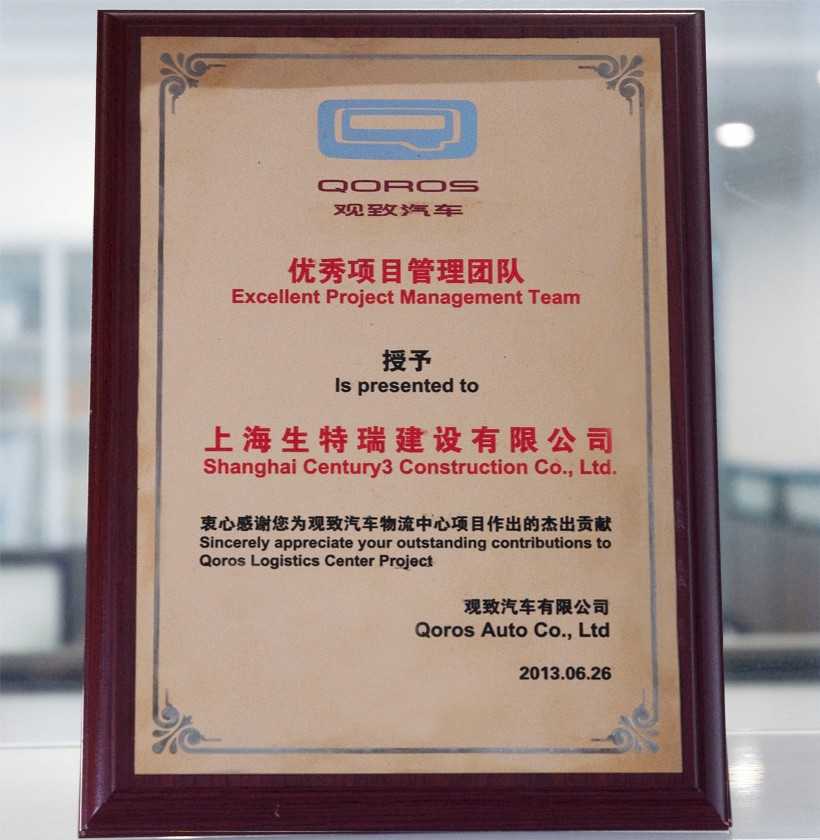 QOROS
观致汽车
优秀项目管理团队
Excellent Project Management Team
授予
Is presented to
上海生特瑞建设有限公司
Shanghai Century3 Construction Co., Ltd.
衷心感谢您为观致汽车物流中心项目作出的杰出贡献
Sincerely appreciate your outstanding contributions to
Qoros Logistics Center Project
观致汽车有限公司
Qoros Auto Co., Ltd
2013.06.26